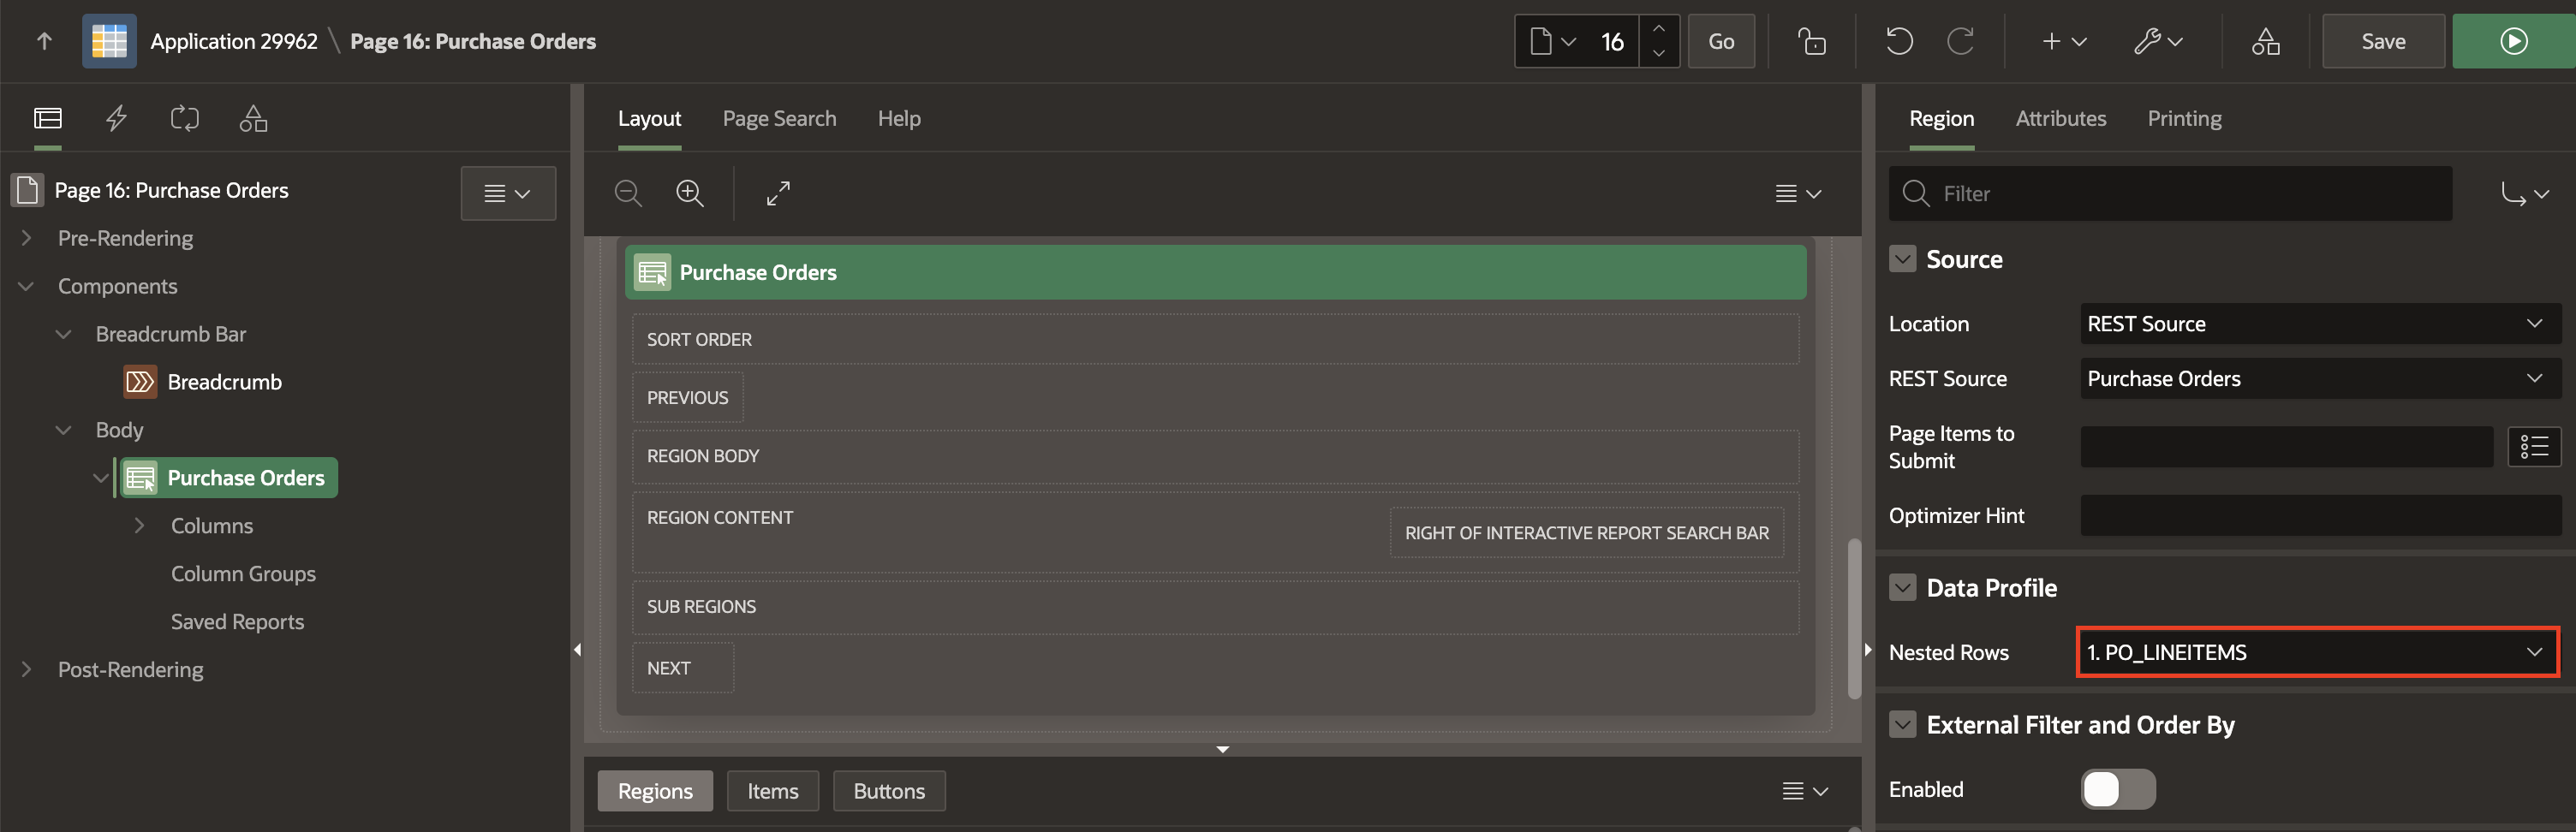 Application 29962 \ Page 16: Purchase Orders
16
Go
Save
Page 16: Purchase Orders
Pre-Rendering
Components
Breadcrumb Bar
Breadcrumb
Body
Purchase Orders
Columns
Column Groups
Saved Reports
Post-Rendering
Layout
Page Search
Help
Purchase Orders
SORT ORDER
PREVIOUS
REGION BODY
REGION CONTENT
RIGHT OF INTERACTIVE REPORT SEARCH BAR
SUB REGIONS
NEXT
Regions
Items
Buttons
Region
Attributes
Printing
Filter
Source
Location
REST Source
REST Source
Purchase Orders
Page Items to
Submit
Optimizer Hint
Data Profile
Nested Rows
1. PO_LINEITEMS
External Filter and Order By
Enabled